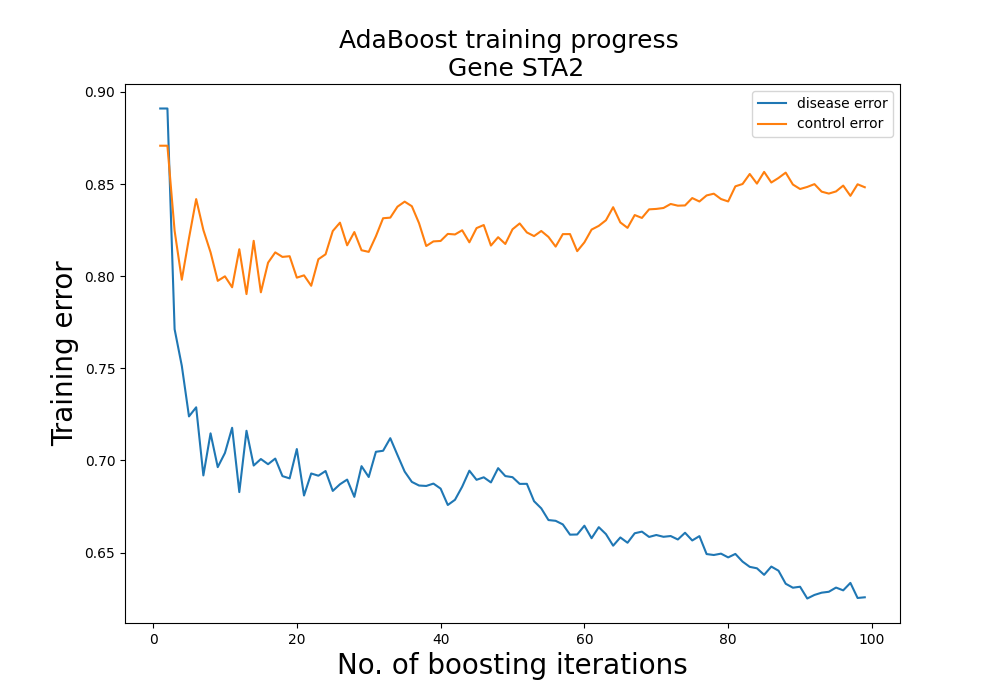 AdaBoost training progress
Gene STA2
disease error
control error
Training error
0.90
0.85
0.80
0.75
0.70
0.65
0 20 40 60 80 100
No. of boosting iterations